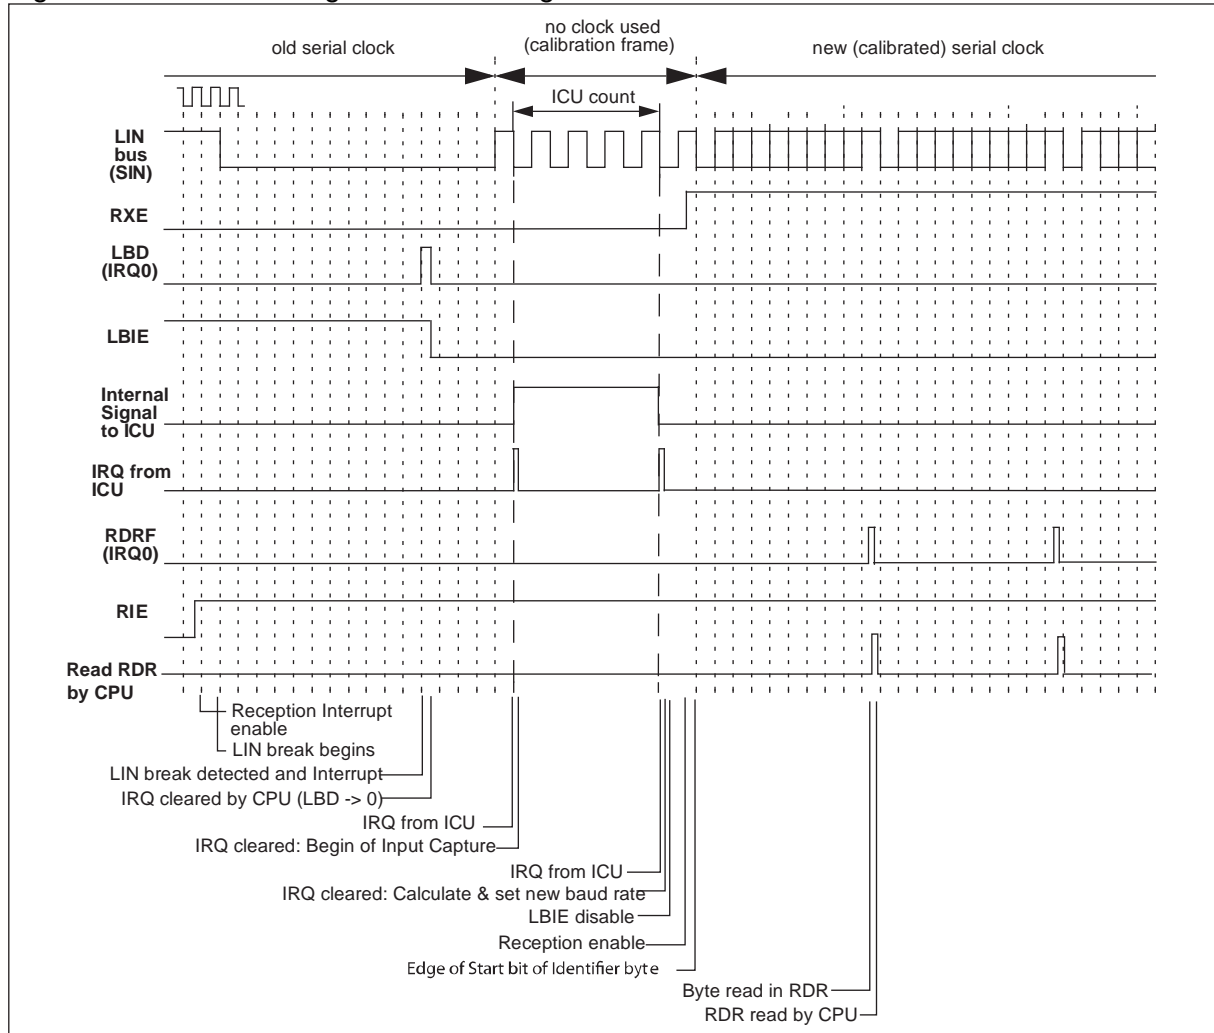 no clock used
(calibration frame)
old serial clock
new (calibrated) serial clock
ICU count
LIN
bus
(SIN)
RXE
LBD
(IRQ0)
LBIE
Internal
Signal
to ICU
IRQ from
ICU
RDRF
(IRQ0)
RIE
Read RDR
by CPU
Reception Interrupt
enable
LIN break begins
LIN break detected and Interrupt
IRQ cleared by CPU (LBD -> 0)
IRQ from ICU
IRQ cleared: Begin of Input Capture
IRQ from ICU
IRQ cleared: Calculate & set new baud rate
LBIE disable
Reception enable
Edge of Start bit of Identifier byte
Byte read in RDR
RDR read by CPU